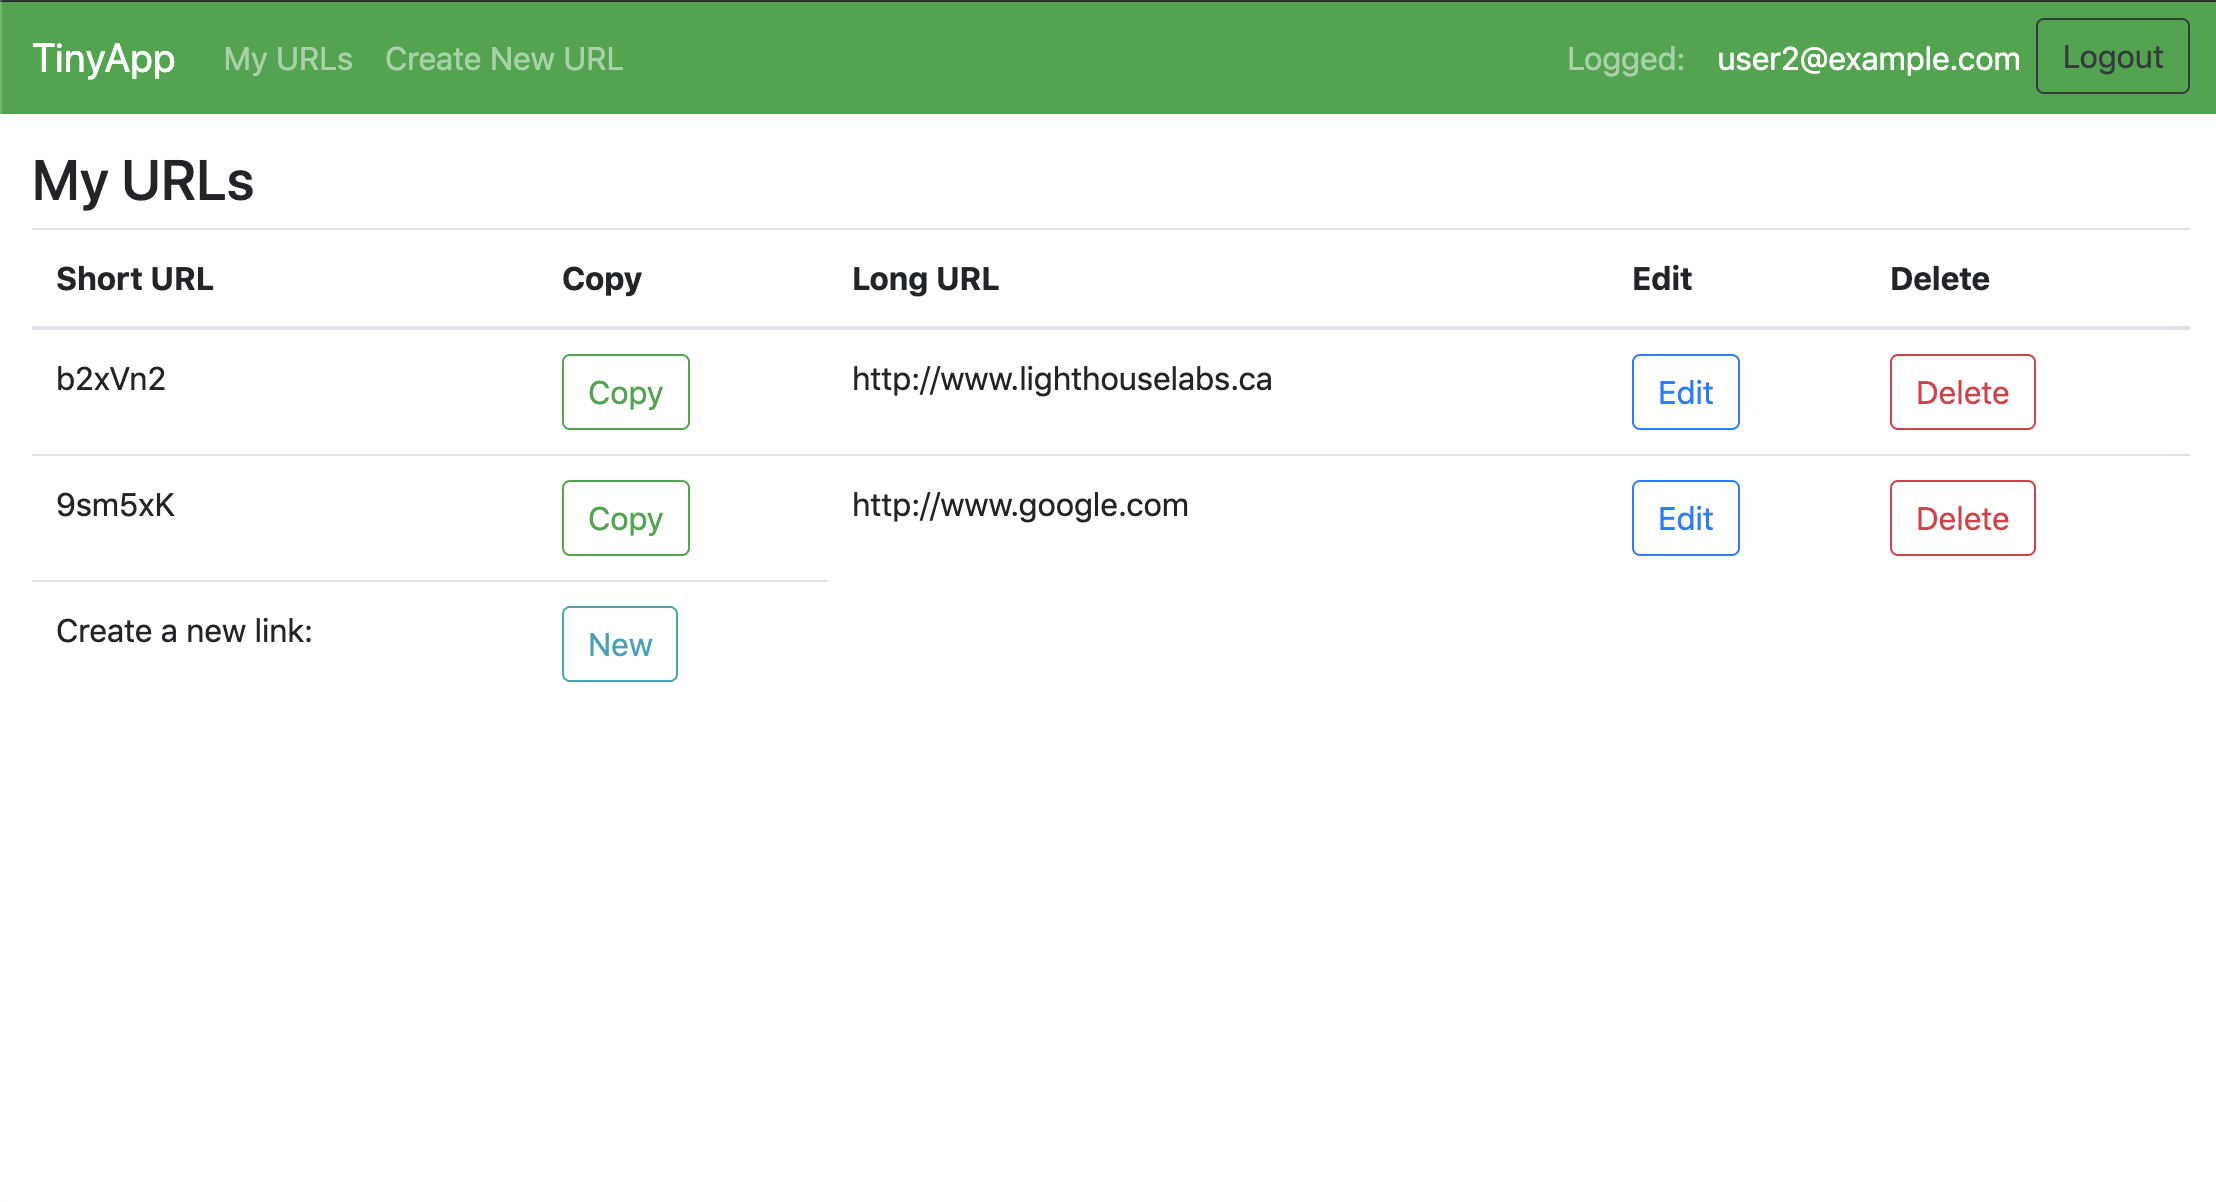 TinyApp My URLs Create New URL Logged: user2@example.com Logout
My URLs
Short URL Copy Long URL Edit Delete
b2xVn2 Copy http://www.lighthouselabs.ca Edit Delete
9sm5xK Copy http://www.google.com Edit Delete
Create a new link: New